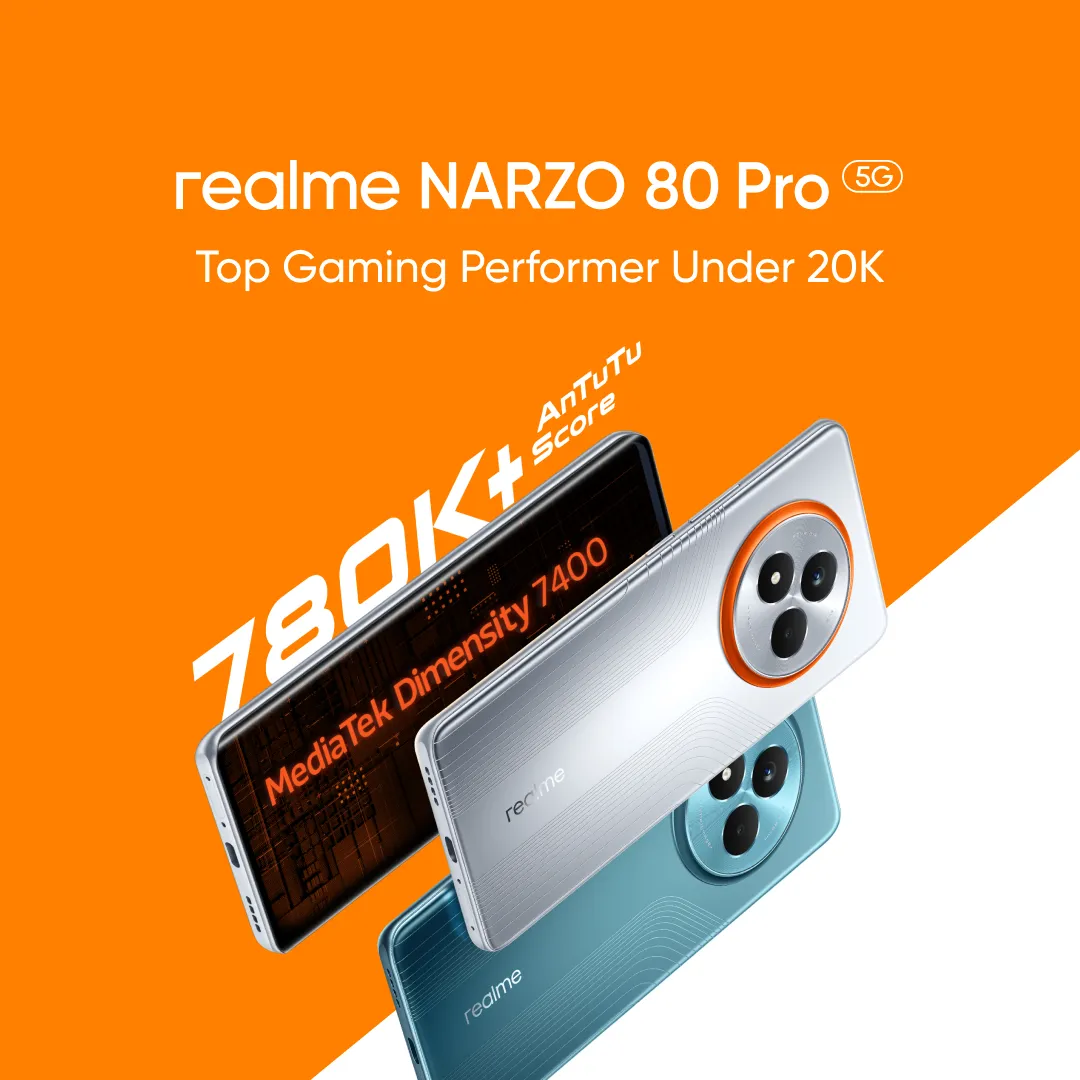 realme NARZO 80 Pro 5G
Top Gaming Performer Under 20K
780K+
AnTuTu
Score
MediaTek Dimensity 7400
realme
realme